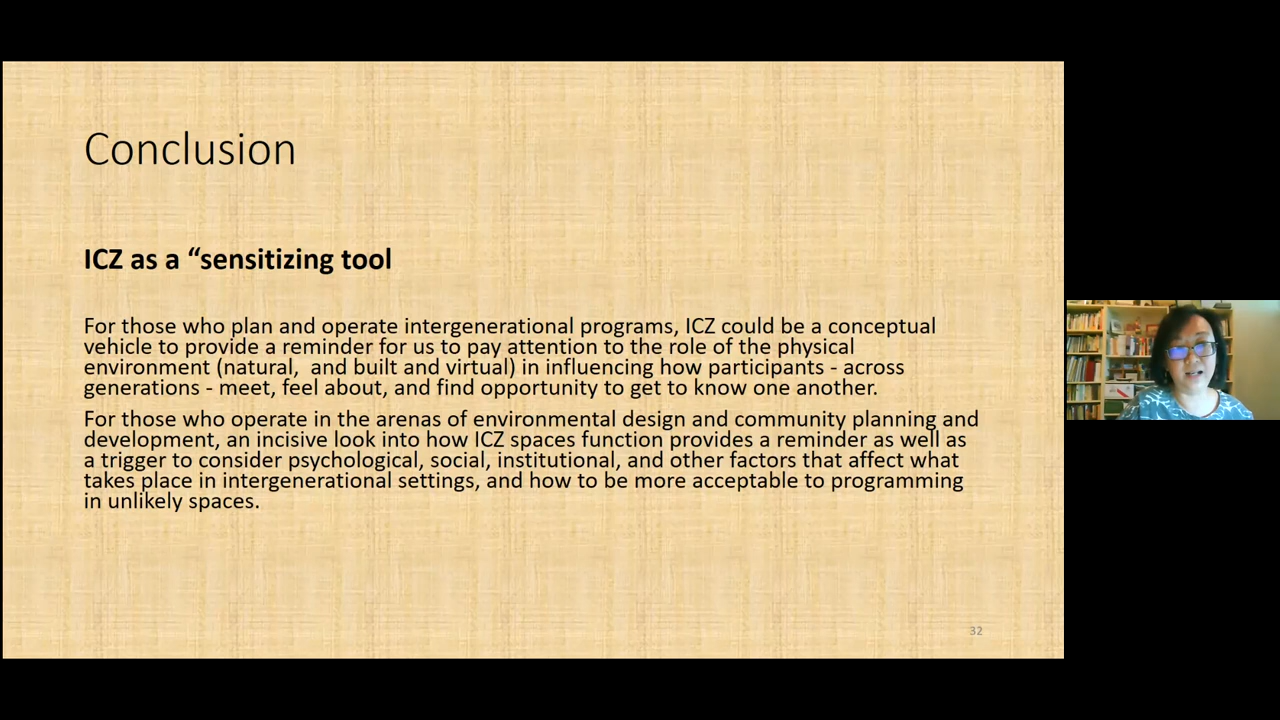 Conclusion
ICZ as a “sensitizing tool
For those who plan and operate intergenerational programs, ICZ could be a conceptual
vehicle to provide a reminder for us to pay attention to the role of the physical
environment (natural,  and built and virtual) in influencing how participants - across
generations - meet, feel about, and find opportunity to get to know one another.
For those who operate in the arenas of environmental design and community planning and
development, an incisive look into how ICZ spaces function provides a reminder as well as
a trigger to consider psychological, social, institutional, and other factors that affect what
takes place in intergenerational settings, and how to be more acceptable to programming
in unlikely spaces.
32